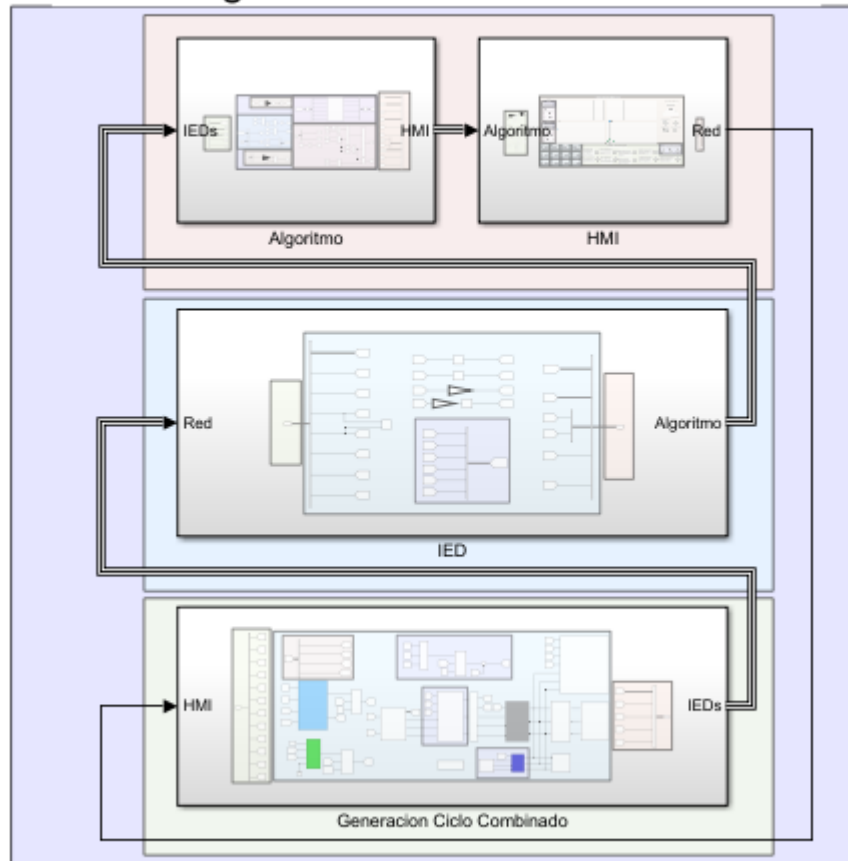 IEDs
HMI
Algoritmo
Red
Algoritmo
HMI
Red
Algoritmo
IED
HMI
IEDs
Generacion Ciclo Combinado